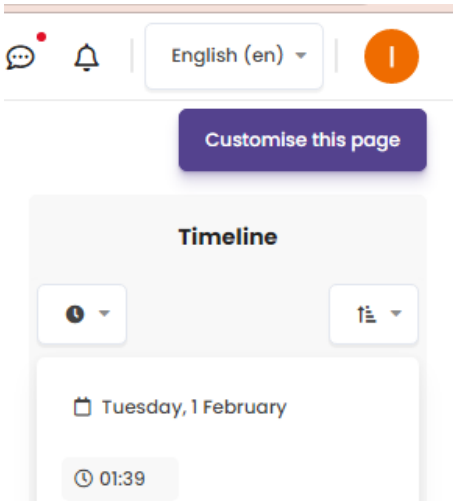 English (en)
I
Customise this page
Timeline
Tuesday, 1 February
01:39